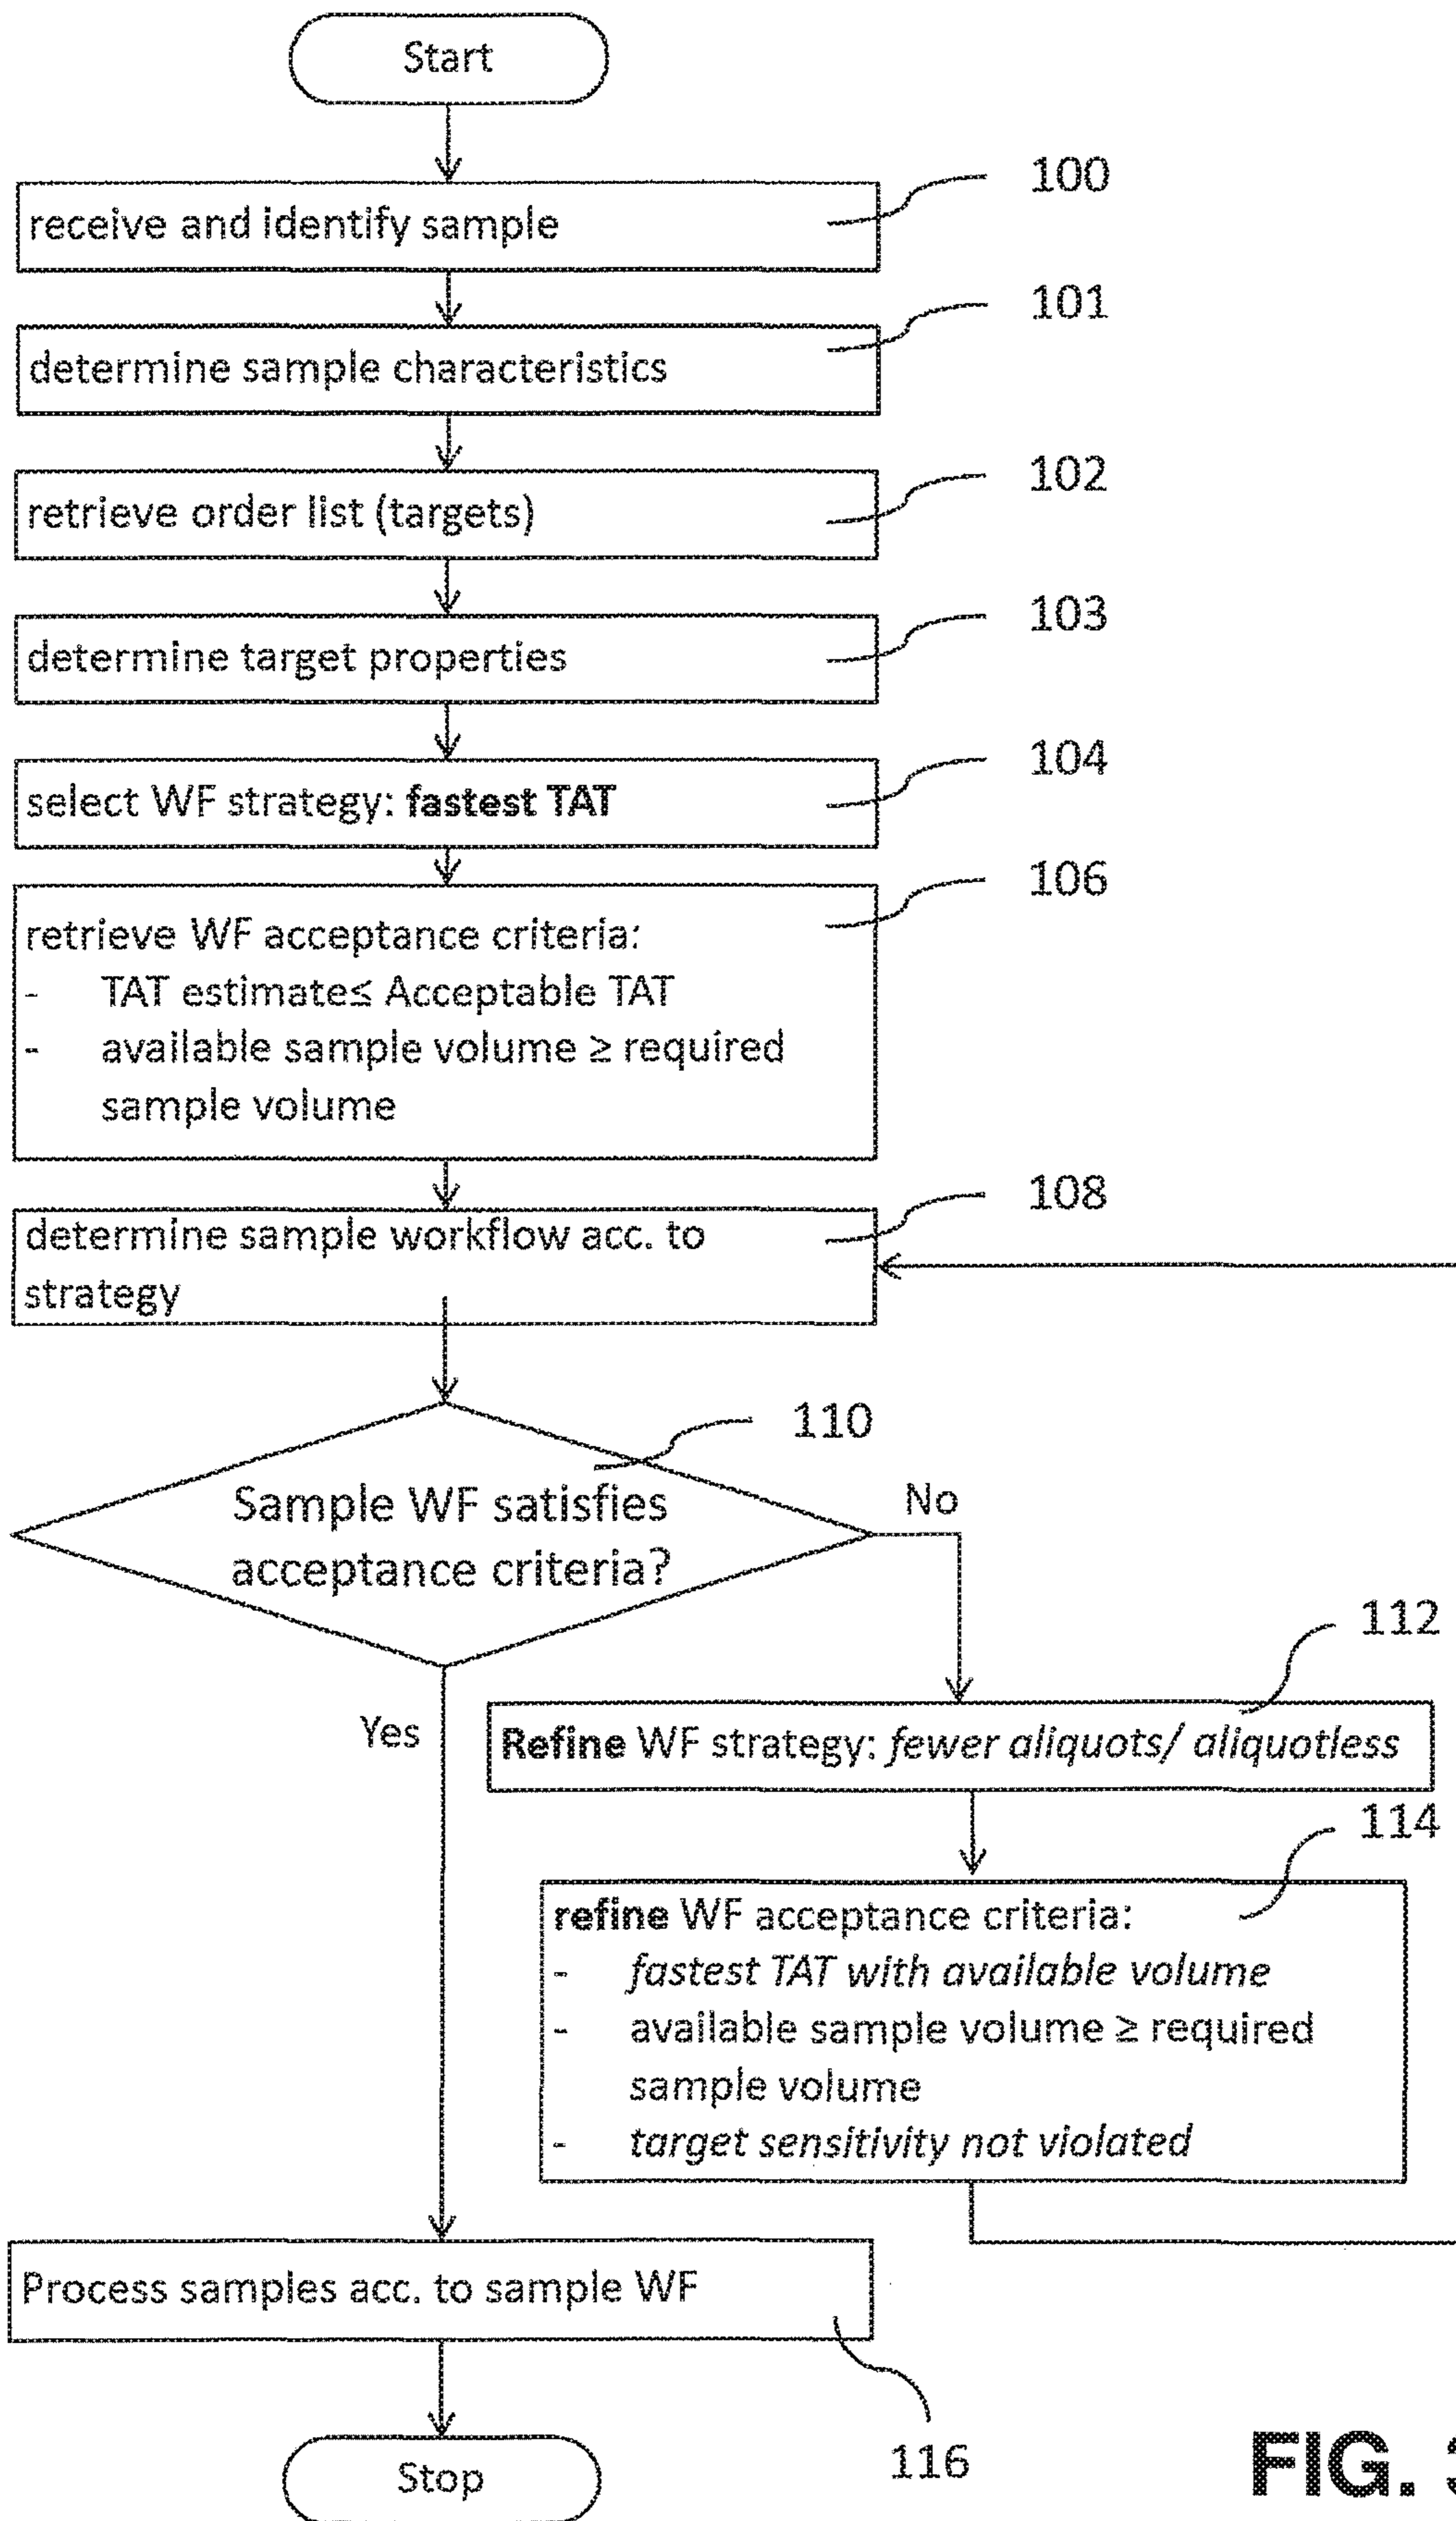 Start
100
receive and identify sample
101
determine sample characteristics
102
retrieve order list (targets)
103
determine target properties
104
select WF strategy: fastest TAT
106
retrieve WF acceptance criteria:
- TAT estimate≤ Acceptable TAT
- available sample volume ≥ required
sample volume
108
determine sample workflow acc. to
strategy
110
Sample WF satisfies
acceptance criteria?
No
112
Yes
Refine WF strategy: fewer aliquots/ aliquotless
114
refine WF acceptance criteria:
- fastest TAT with available volume
- available sample volume ≥ required
sample volume
- target sensitivity not violated
Process samples acc. to sample WF
116
Stop
FIG.